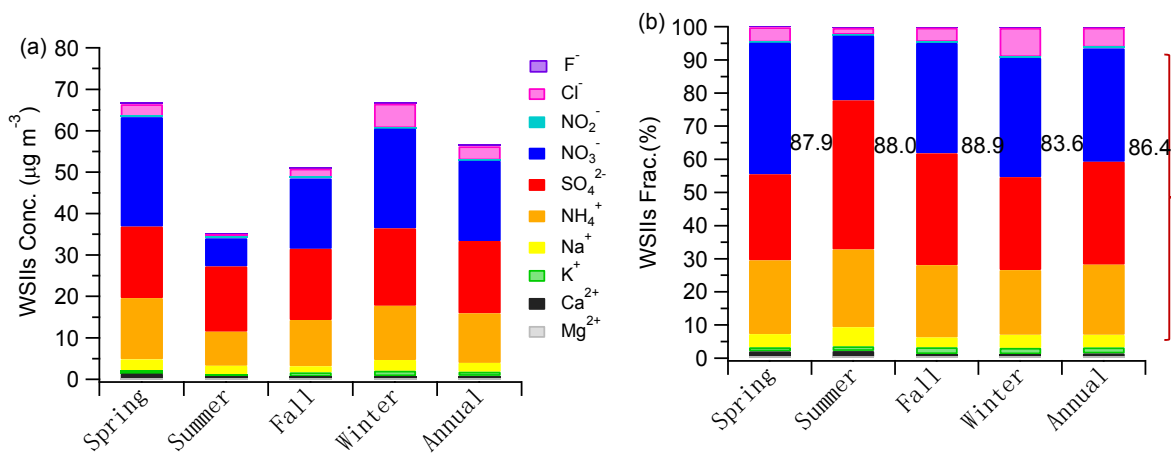 (a)
WSIIs Conc. (μg m⁻³)
80
70
60
50
40
30
20
10
0
Spring
Summer
Fall
Winter
Annual
F⁻
Cl⁻
NO₂⁻
NO₃⁻
SO₄²⁻
NH₄⁺
Na⁺
K⁺
Ca²⁺
Mg²⁺
(b)
WSIIs Frac.(%)
100
90
80
70
60
50
40
30
20
10
0
87.9
88.0
88.9
83.6
86.4
Spring
Summer
Fall
Winter
Annual